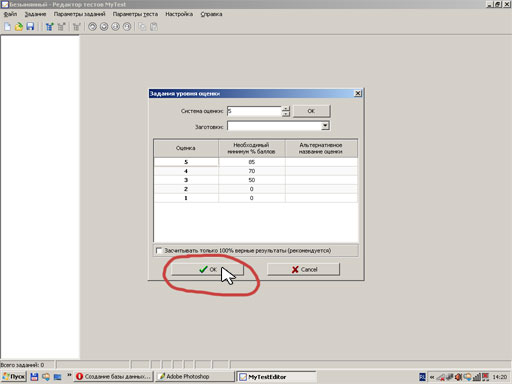 Безымянный - Редактор тестов MyTest
Файл Задание Параметры заданий Параметры теста Настройка Справка
Задания уровня оценки
Система оценки: 5 OK
Заготовки:
Оценка Необходимый минимум % баллов Альтернативное название оценки
5 85
4 70
3 50
2 0
1 0
Засчитывать только 100% верные результаты (рекомендуется)
OK Cancel
Всего заданий: 0
Пуск » Создание базы данных... Adobe Photoshop MyTestEditor « 14:20